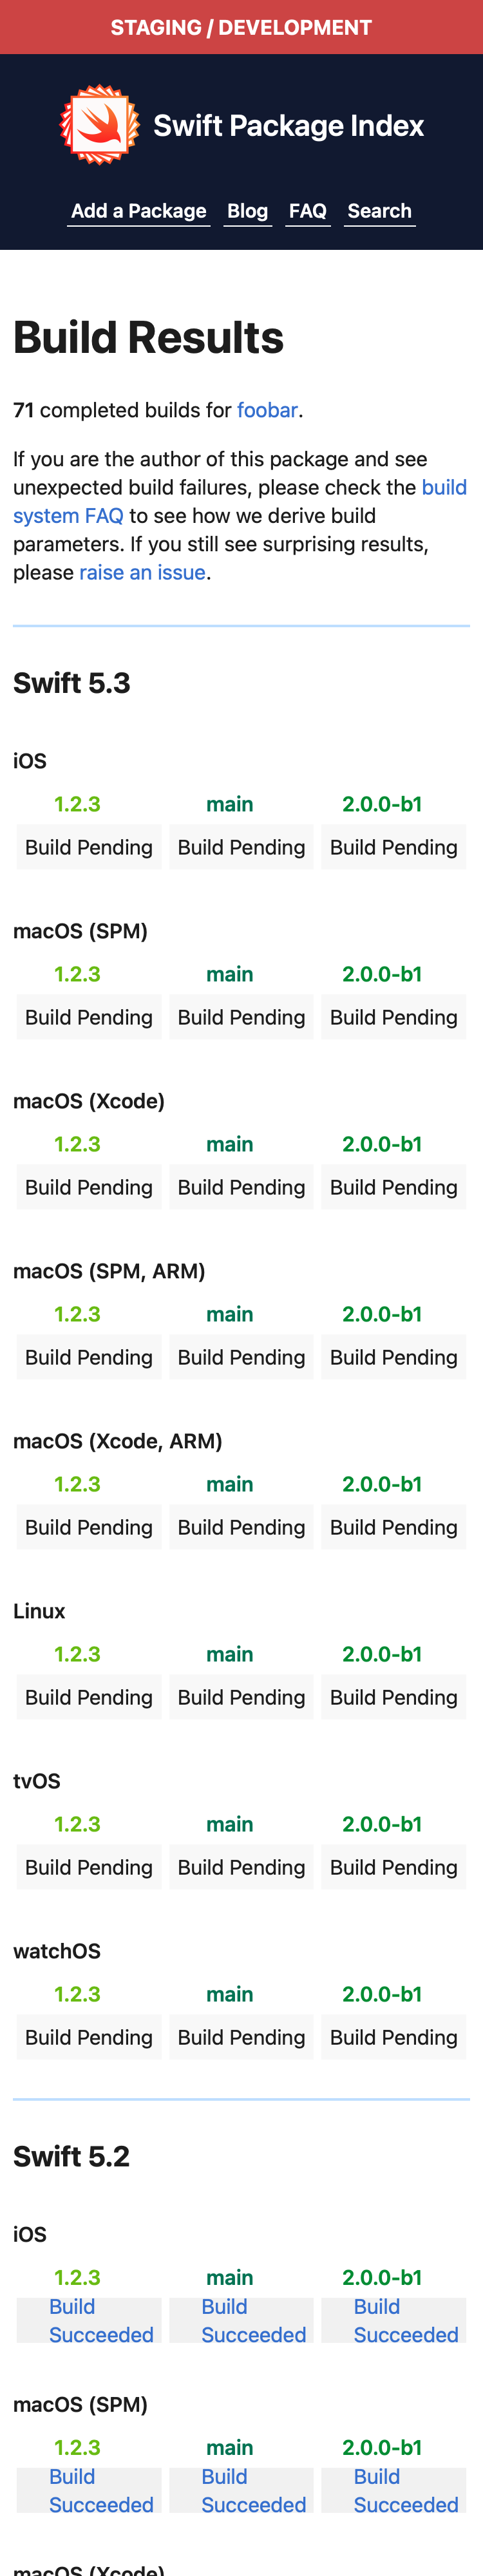 STAGING / DEVELOPMENT
Swift Package Index
Add a Package Blog FAQ Search
Build Results
71 completed builds for foobar.
If you are the author of this package and see
unexpected build failures, please check the build
system FAQ to see how we derive build
parameters. If you still see surprising results,
please raise an issue.
Swift 5.3
iOS
1.2.3 main 2.0.0-b1
Build Pending Build Pending Build Pending
macOS (SPM)
1.2.3 main 2.0.0-b1
Build Pending Build Pending Build Pending
macOS (Xcode)
1.2.3 main 2.0.0-b1
Build Pending Build Pending Build Pending
macOS (SPM, ARM)
1.2.3 main 2.0.0-b1
Build Pending Build Pending Build Pending
macOS (Xcode, ARM)
1.2.3 main 2.0.0-b1
Build Pending Build Pending Build Pending
Linux
1.2.3 main 2.0.0-b1
Build Pending Build Pending Build Pending
tvOS
1.2.3 main 2.0.0-b1
Build Pending Build Pending Build Pending
watchOS
1.2.3 main 2.0.0-b1
Build Pending Build Pending Build Pending
Swift 5.2
iOS
1.2.3 main 2.0.0-b1
Build Build Build
Succeeded Succeeded Succeeded
macOS (SPM)
1.2.3 main 2.0.0-b1
Build Build Build
Succeeded Succeeded Succeeded
macOS (Xcode)